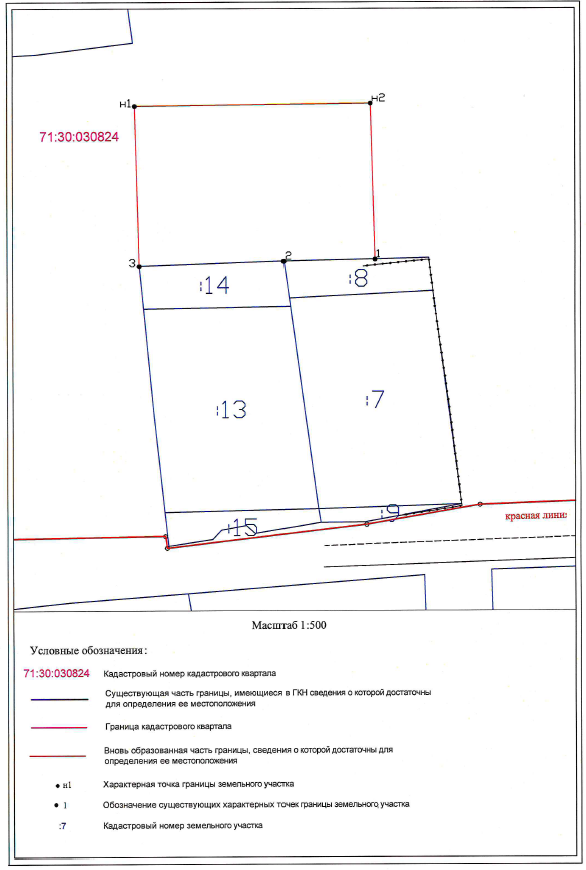 н1
н2
71:30:030824
3
2
1
:14
:8
:13
:7
:15
:9
красная лини
Масштаб 1:500
Условные обозначения:
71:30:030824 Кадастровый номер кадастрового квартала
Существующая часть границы, имеющиеся в ГКН сведения о которой достаточны
для определения ее местоположения
Граница кадастрового квартала
Вновь образованная часть границы, сведения о которой достаточны для
определения ее местоположения
н1 Характерная точка границы земельного участка
1 Обозначение существующих характерных точек границы земельного участка
:7 Кадастровый номер земельного участка